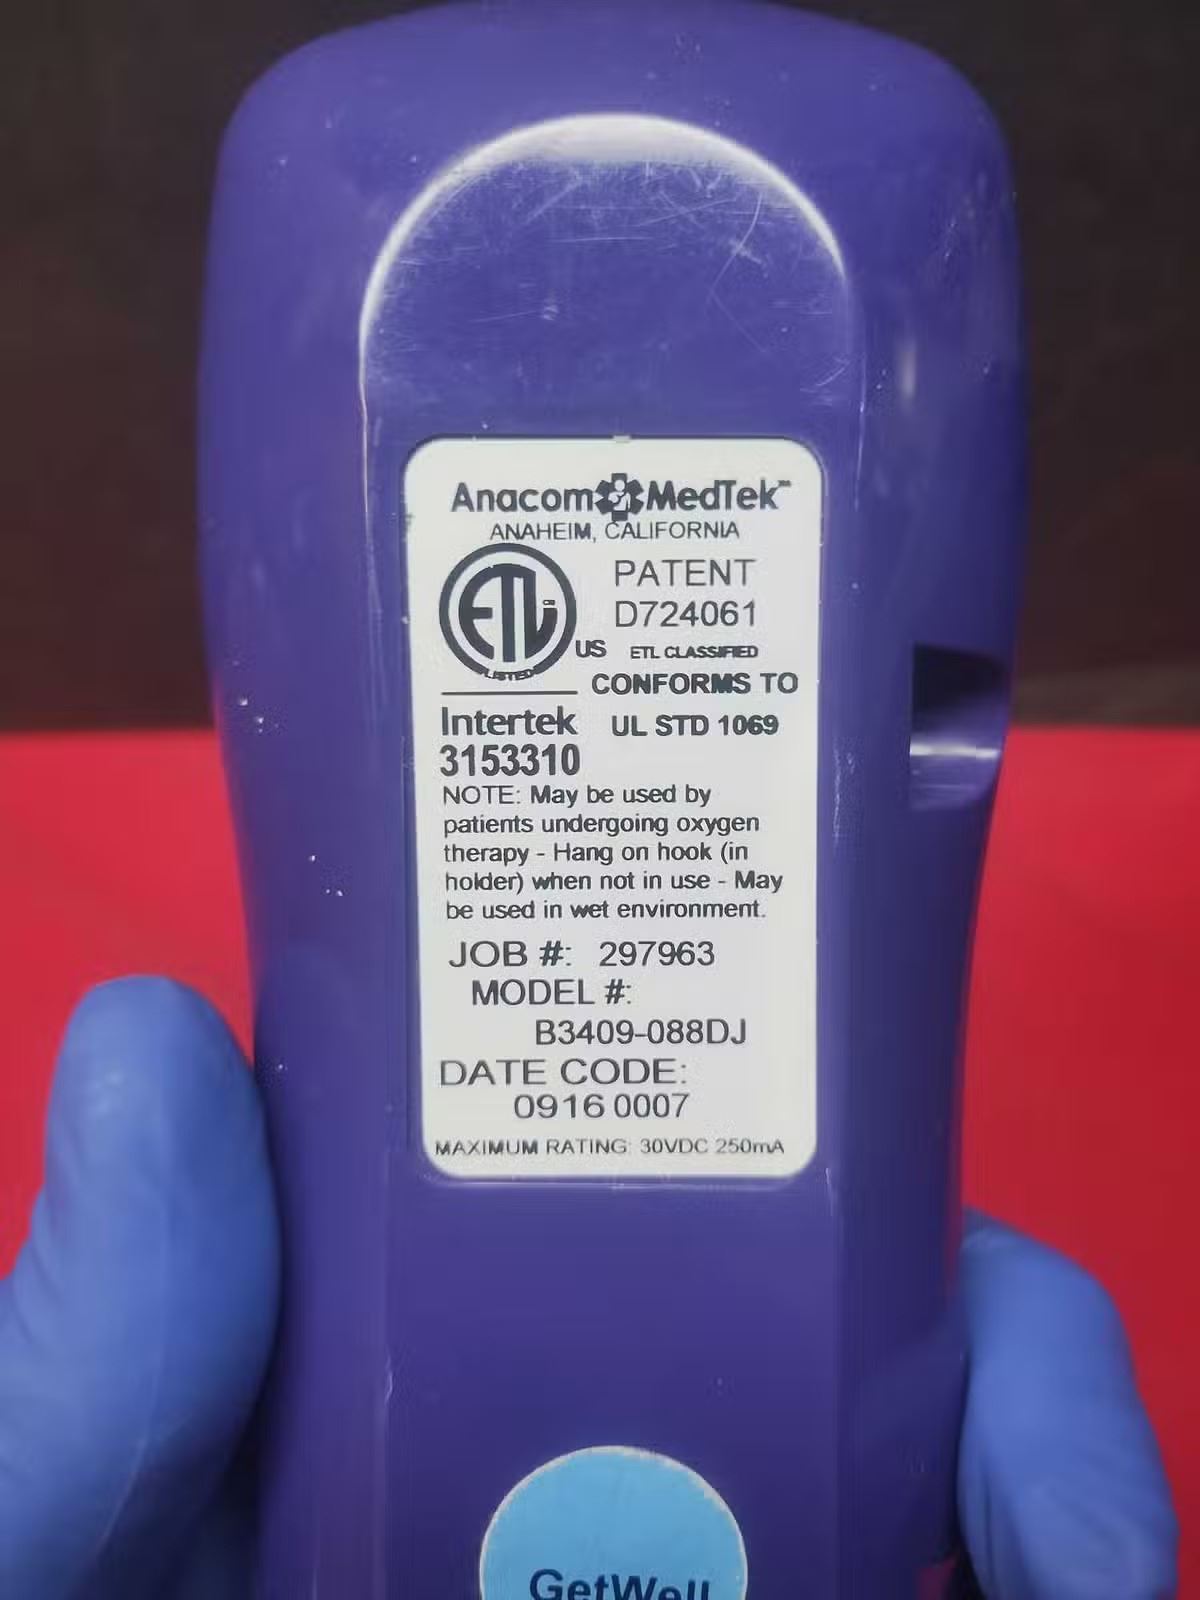 Anacom MedTek™
ANAHEIM, CALIFORNIA
ETL
LISTED
US
PATENT
D724061
ETL CLASSIFIED
CONFORMS TO
UL STD 1069
Intertek
3153310
NOTE: May be used by
patients undergoing oxygen
therapy - Hang on hook (in
holder) when not in use - May
be used in wet environment.
JOB #: 297963
MODEL #:
B3409-088DJ
DATE CODE:
0916 0007
MAXIMUM RATING: 30VDC 250mA
GetWell